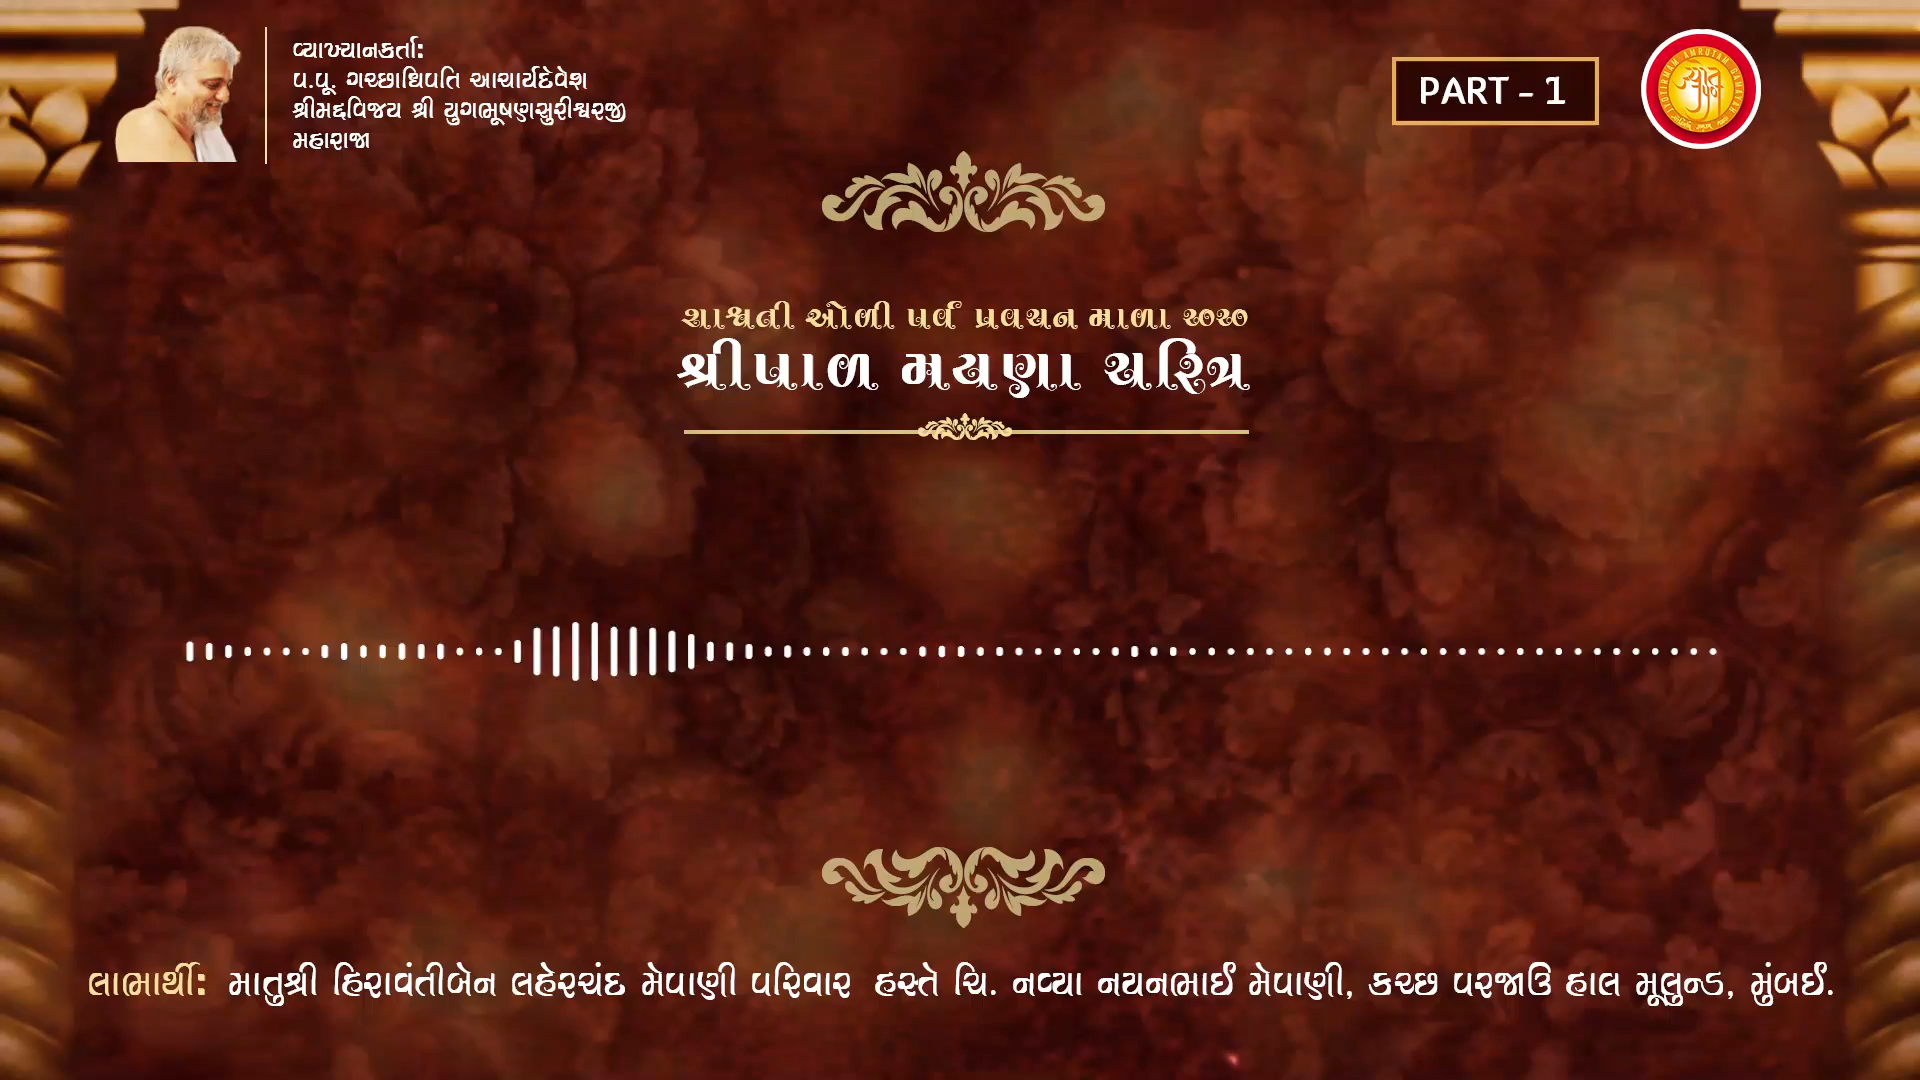 વ્યાખ્યાનકર્તા:
પ.પૂ. ગચ્છાધિપતિ આચાર્યદેવેશ
શ્રીમદ્દવિજય શ્રી યુગભૂષણસુરીશ્વરજી
મહારાજા
PART - 1
શાશ્વતી ઓળી પર્વ પ્રવચન માળા ૨૦૨૦
શ્રીપાળ મયણા ચરિત્ર
લાભાર્થી: માતુશ્રી હિરાવંતીબેન લહેરચંદ મેપાણી પરિવાર હસ્તે ચિ. નવ્યા નયનભાઈ મેપાણી, કચ્છ પરજાઉ હાલ મૂલુન્ડ, મુંબઈ.